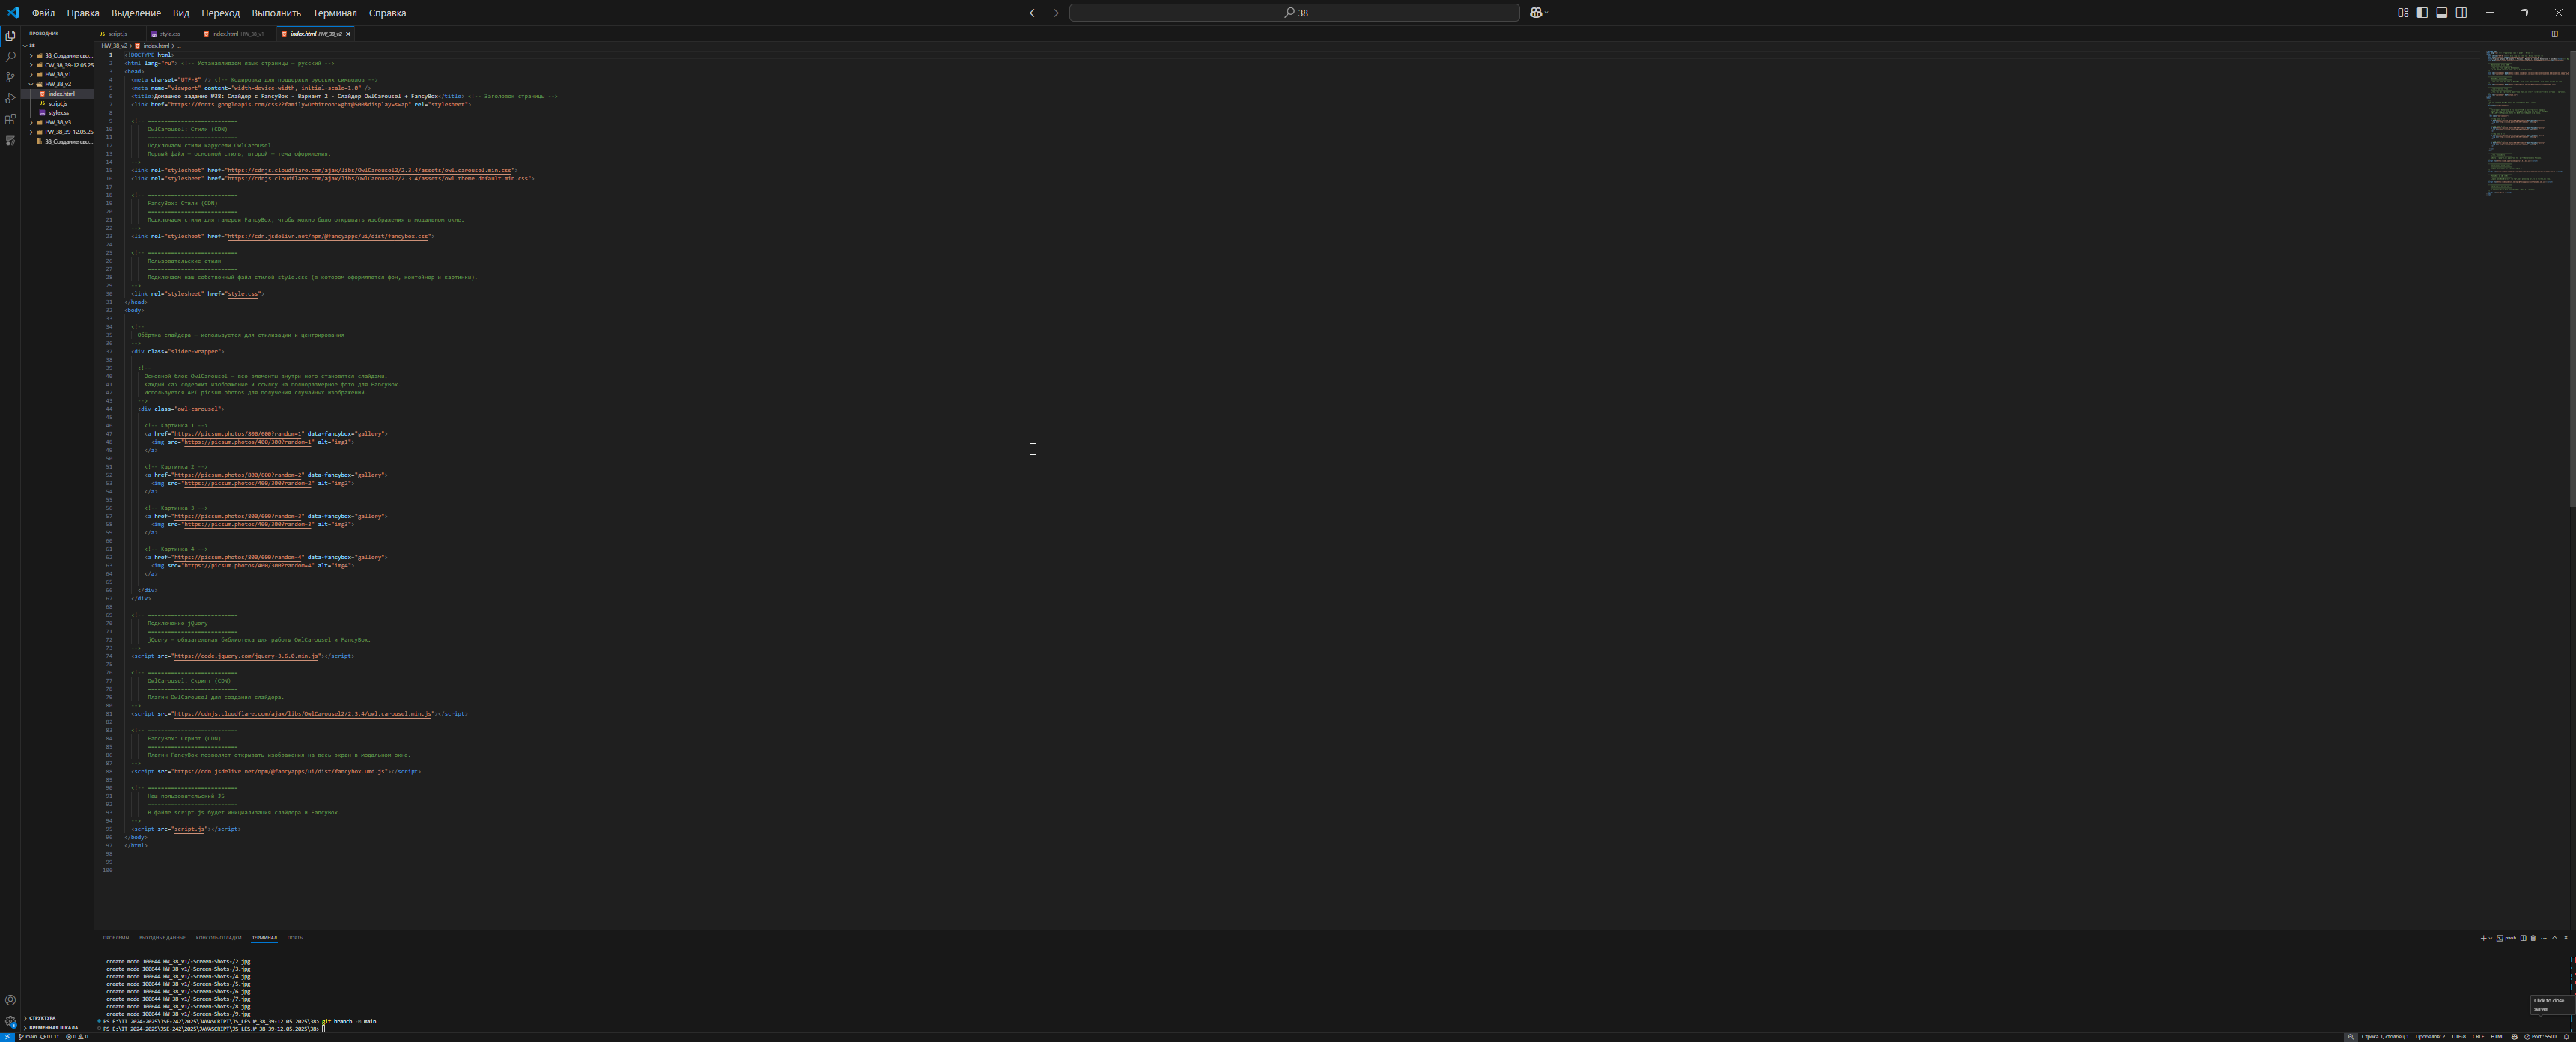 Файл Правка Выделение Вид Переход Выполнить Терминал Справка
38
ПРОВОДНИК
script.js
style.css
index.html HW_38_v1
index.html HW_38_v2
38
38_Создание сво...
CW_38_39-12.05.25
HW_38_v1
HW_38_v2
index.html
script.js
style.css
HW_38_v3
PW_38_39-12.05.25
38_Создание сво...
HW_38_v2 > index.html > ...
1 <!DOCTYPE html>
2 <html lang="ru"> <!-- Устанавливаем язык страницы — русский -->
3 <head>
4 <meta charset="UTF-8" /> <!-- Кодировка для поддержки русских символов -->
5 <meta name="viewport" content="width=device-width, initial-scale=1.0" />
6 <title>Домашнее задание №38: Слайдер с FancyBox - Вариант 2 - Слайдер OwlCarousel + FancyBox</title> <!-- Заголовок страницы -->
7 <link href="https://fonts.googleapis.com/css2?family=Orbitron:wght@500&display=swap" rel="stylesheet">
8
9 <!-- ===========================
10 OwlCarousel: Стили (CDN)
11 ===========================
12 Подключаем стили карусели OwlCarousel.
13 Первый файл — основной стиль, второй — тема оформления.
14 -->
15 <link rel="stylesheet" href="https://cdnjs.cloudflare.com/ajax/libs/OwlCarousel2/2.3.4/assets/owl.carousel.min.css">
16 <link rel="stylesheet" href="https://cdnjs.cloudflare.com/ajax/libs/OwlCarousel2/2.3.4/assets/owl.theme.default.min.css">
17
18 <!-- ===========================
19 FancyBox: Стили (CDN)
20 ===========================
21 Подключаем стили для галереи FancyBox, чтобы можно было открывать изображения в модальном окне.
22 -->
23 <link rel="stylesheet" href="https://cdn.jsdelivr.net/npm/@fancyapps/ui/dist/fancybox.css">
24
25 <!-- ===========================
26 Пользовательские стили
27 ===========================
28 Подключаем наш собственный файл стилей style.css (в котором оформляются фон, контейнер и картинки).
29 -->
30 <link rel="stylesheet" href="style.css">
31 </head>
32 <body>
33
34 <!--
35 Обёртка слайдера — используется для стилизации и центрирования
36 -->
37 <div class="slider-wrapper">
38
39 <!--
40 Основной блок OwlCarousel — все элементы внутри него становятся слайдами.
41 Каждый <a> содержит изображение и ссылку на полноразмерное фото для FancyBox.
42 Используется API picsum.photos для получения случайных изображений.
43 -->
44 <div class="owl-carousel">
45
46 <!-- Картинка 1 -->
47 <a href="https://picsum.photos/800/600?random=1" data-fancybox="gallery">
48 <img src="https://picsum.photos/400/300?random=1" alt="img1">
49 </a>
50
51 <!-- Картинка 2 -->
52 <a href="https://picsum.photos/800/600?random=2" data-fancybox="gallery">
53 <img src="https://picsum.photos/400/300?random=2" alt="img2">
54 </a>
55
56 <!-- Картинка 3 -->
57 <a href="https://picsum.photos/800/600?random=3" data-fancybox="gallery">
58 <img src="https://picsum.photos/400/300?random=3" alt="img3">
59 </a>
60
61 <!-- Картинка 4 -->
62 <a href="https://picsum.photos/800/600?random=4" data-fancybox="gallery">
63 <img src="https://picsum.photos/400/300?random=4" alt="img4">
64 </a>
65
66 </div>
67 </div>
68
69 <!-- ===========================
70 Подключение jQuery
71 ===========================
72 jQuery — обязательная библиотека для работы OwlCarousel и FancyBox.
73 -->
74 <script src="https://code.jquery.com/jquery-3.6.0.min.js"></script>
75
76 <!-- ===========================
77 OwlCarousel: Скрипт (CDN)
78 ===========================
79 Плагин OwlCarousel для создания слайдера.
80 -->
81 <script src="https://cdnjs.cloudflare.com/ajax/libs/OwlCarousel2/2.3.4/owl.carousel.min.js"></script>
82
83 <!-- ===========================
84 FancyBox: Скрипт (CDN)
85 ===========================
86 Плагин FancyBox позволяет открывать изображения на весь экран в модальном окне.
87 -->
88 <script src="https://cdn.jsdelivr.net/npm/@fancyapps/ui/dist/fancybox.umd.js"></script>
89
90 <!-- ===========================
91 Наш пользовательский JS
92 ===========================
93 В файле script.js будет инициализация слайдера и FancyBox.
94 -->
95 <script src="script.js"></script>
96 </body>
97 </html>
98
99
100
ПРОБЛЕМЫ ВЫХОДНЫЕ ДАННЫЕ КОНСОЛЬ ОТЛАДКИ ТЕРМИНАЛ ПОРТЫ
pwsh
create mode 100644 HW_38_v1/-Screen-Shots-/2.jpg
create mode 100644 HW_38_v1/-Screen-Shots-/3.jpg
create mode 100644 HW_38_v1/-Screen-Shots-/4.jpg
create mode 100644 HW_38_v1/-Screen-Shots-/5.jpg
create mode 100644 HW_38_v1/-Screen-Shots-/6.jpg
create mode 100644 HW_38_v1/-Screen-Shots-/7.jpg
create mode 100644 HW_38_v1/-Screen-Shots-/8.jpg
create mode 100644 HW_38_v1/-Screen-Shots-/9.jpg
PS E:\IT 2024-2025\JSE-242\2025\JAVASCRIPT\JS_LES.№_38_39-12.05.2025\38> git branch -M main
PS E:\IT 2024-2025\JSE-242\2025\JAVASCRIPT\JS_LES.№_38_39-12.05.2025\38>
СТРУКТУРА
ВРЕМЕННАЯ ШКАЛА
Click to close
server
main 0↓ 1↑ 0 0
Строка 1, столбец 1 Пробелов: 2 UTF-8 CRLF HTML Port : 5500